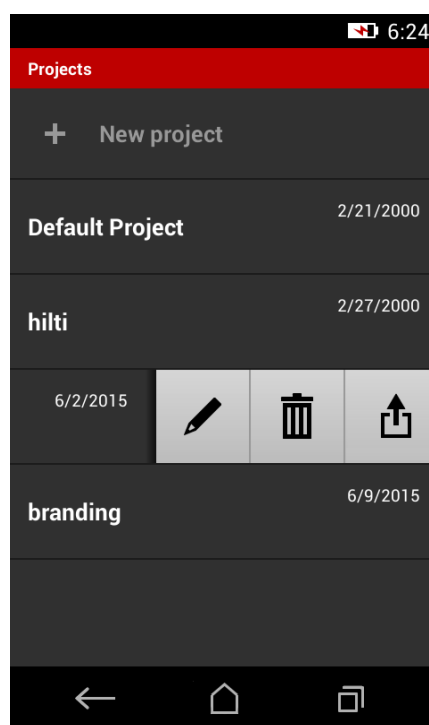 6:24
Projects
+ New project
2/21/2000
Default Project
2/27/2000
hilti
6/2/2015
6/9/2015
branding